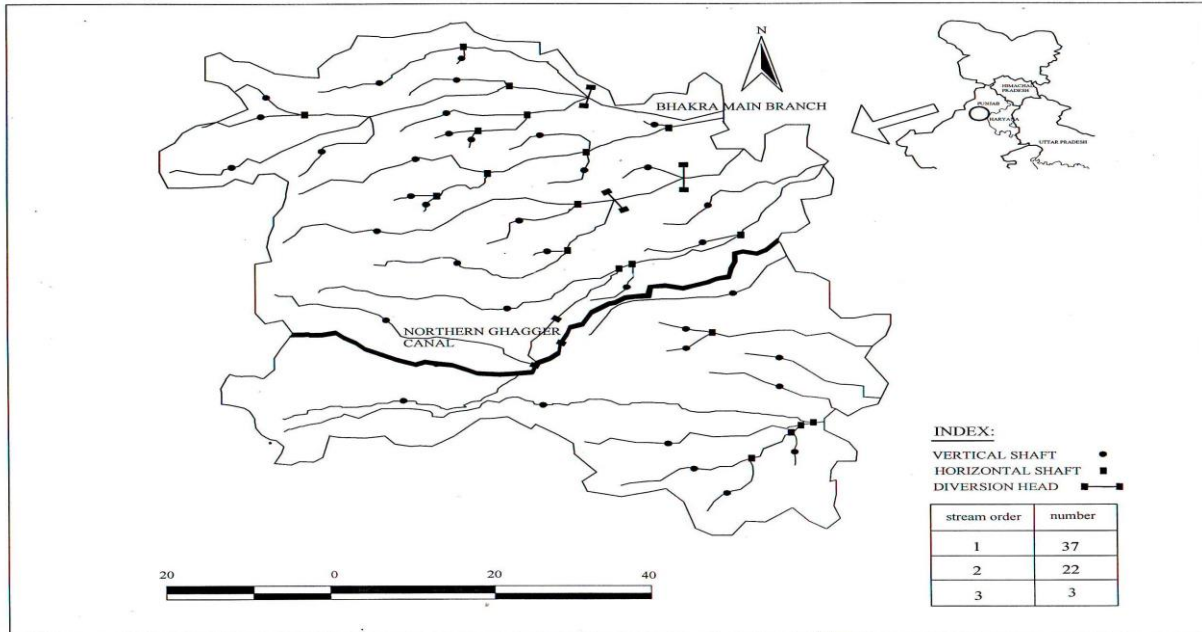 N
BHAKRA MAIN BRANCH
HIMACHAL
PRADESH
PUNJAB
HARYANA
UTTAR PRADESH
NORTHERN GHAGGER
CANAL
INDEX:
VERTICAL SHAFT
HORIZONTAL SHAFT
DIVERSION HEAD
stream order number
1 37
2 22
3 3
20 0 20 40